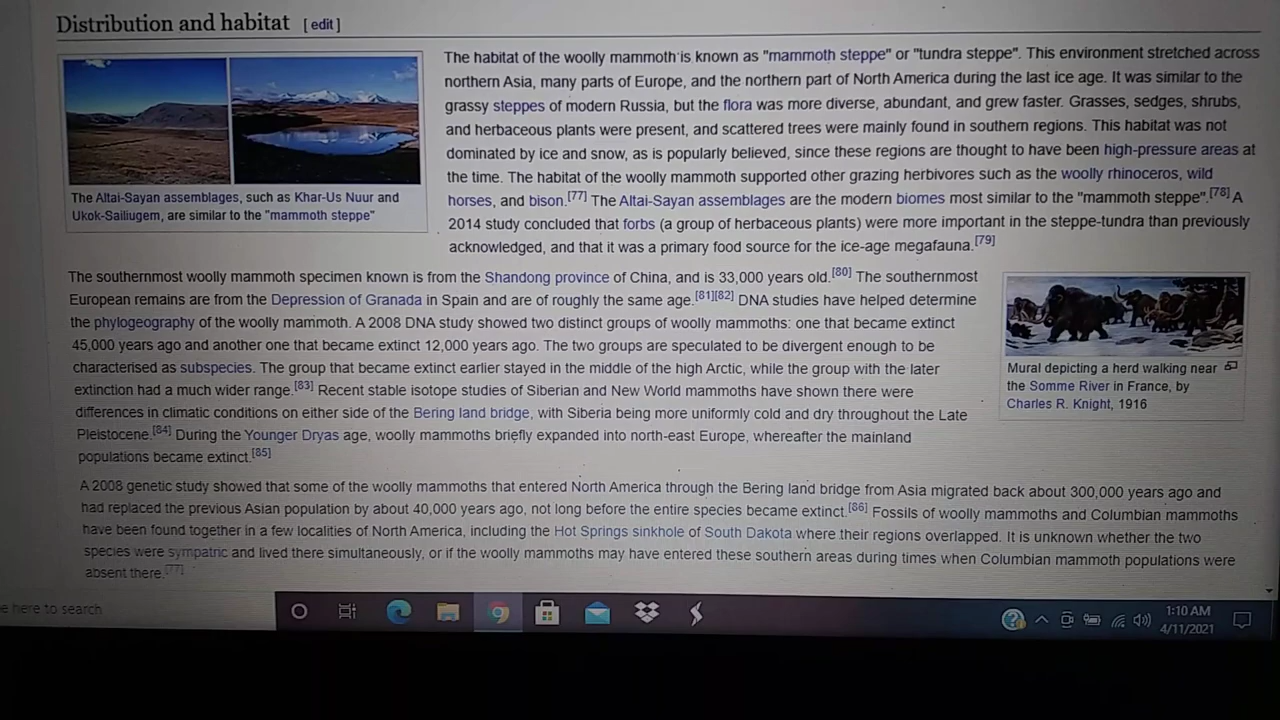 Distribution and habitat [ edit ]
The habitat of the woolly mammoth is known as "mammoth steppe" or "tundra steppe". This environment stretched across
northern Asia, many parts of Europe, and the northern part of North America during the last ice age. It was similar to the
grassy steppes of modern Russia, but the flora was more diverse, abundant, and grew faster. Grasses, sedges, shrubs,
and herbaceous plants were present, and scattered trees were mainly found in southern regions. This habitat was not
dominated by ice and snow, as is popularly believed, since these regions are thought to have been high-pressure areas at
the time. The habitat of the woolly mammoth supported other grazing herbivores such as the woolly rhinoceros, wild
horses, and bison.[77] The Altai-Sayan assemblages are the modern biomes most similar to the "mammoth steppe".[78] A
2014 study concluded that forbs (a group of herbaceous plants) were more important in the steppe-tundra than previously
acknowledged, and that it was a primary food source for the ice-age megafauna.[79]
The Altai-Sayan assemblages, such as Khar-Us Nuur and
Ukok-Sailiugem, are similar to the "mammoth steppe"
The southernmost woolly mammoth specimen known is from the Shandong province of China, and is 33,000 years old.[80] The southernmost
European remains are from the Depression of Granada in Spain and are of roughly the same age.[81][82] DNA studies have helped determine
the phylogeography of the woolly mammoth. A 2008 DNA study showed two distinct groups of woolly mammoths: one that became extinct
45,000 years ago and another one that became extinct 12,000 years ago. The two groups are speculated to be divergent enough to be
characterised as subspecies. The group that became extinct earlier stayed in the middle of the high Arctic, while the group with the later
extinction had a much wider range.[83] Recent stable isotope studies of Siberian and New World mammoths have shown there were
differences in climatic conditions on either side of the Bering land bridge, with Siberia being more uniformly cold and dry throughout the Late
Pleistocene.[84] During the Younger Dryas age, woolly mammoths briefly expanded into north-east Europe, whereafter the mainland
populations became extinct.[85]
Mural depicting a herd walking near
the Somme River in France, by
Charles R. Knight, 1916
A 2008 genetic study showed that some of the woolly mammoths that entered North America through the Bering land bridge from Asia migrated back about 300,000 years ago and
had replaced the previous Asian population by about 40,000 years ago, not long before the entire species became extinct.[86] Fossils of woolly mammoths and Columbian mammoths
have been found together in a few localities of North America, including the Hot Springs sinkhole of South Dakota where their regions overlapped. It is unknown whether the two
species were sympatric and lived there simultaneously, or if the woolly mammoths may have entered these southern areas during times when Columbian mammoth populations were
absent there.[77]
e here to search
1:10 AM
4/11/2021